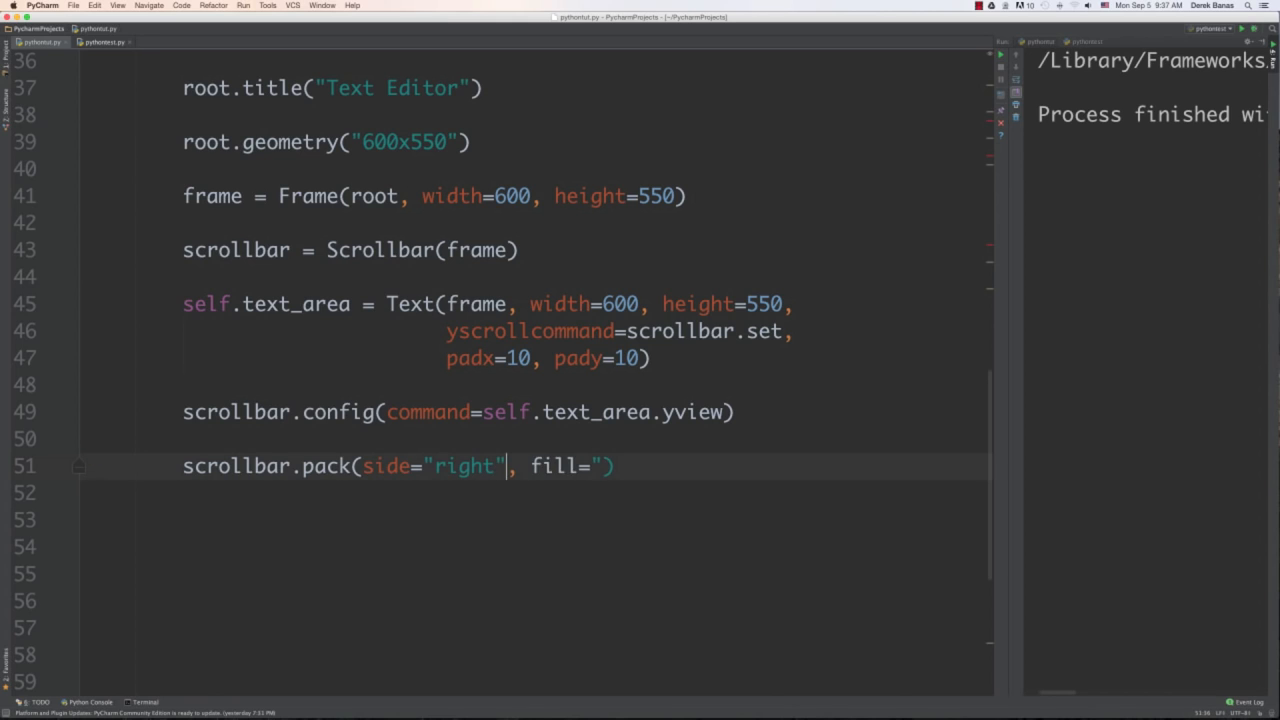 PyCharm File Edit View Navigate Code Refactor Run Tools VCS Window Help 10 Mon Sep 5 9:37 AM Derek Banas
pythontut.py - PycharmProjects - [~/PycharmProjects]
PycharmProjects pythontut.py pythontest
pythontut.py pythontest.py Run: pythontut pythontest
36
37 root.title("Text Editor")
38
39 root.geometry("600x550")
40
41 frame = Frame(root, width=600, height=550)
42
43 scrollbar = Scrollbar(frame)
44
45 self.text_area = Text(frame, width=600, height=550,
46 yscrollcommand=scrollbar.set,
47 padx=10, pady=10)
48
49 scrollbar.config(command=self.text_area.yview)
50
51 scrollbar.pack(side="right", fill=")
52
53
54
55
56
57
58
59
/Library/Frameworks
Process finished wi
1: Project
7: Structure
2: Favorites
4: Run
6: TODO Python Console Terminal Event Log
Platform and Plugin Updates: PyCharm Community Edition is ready to update. (yesterday 7:51 PM) 51:36 LF÷ UTF-8÷